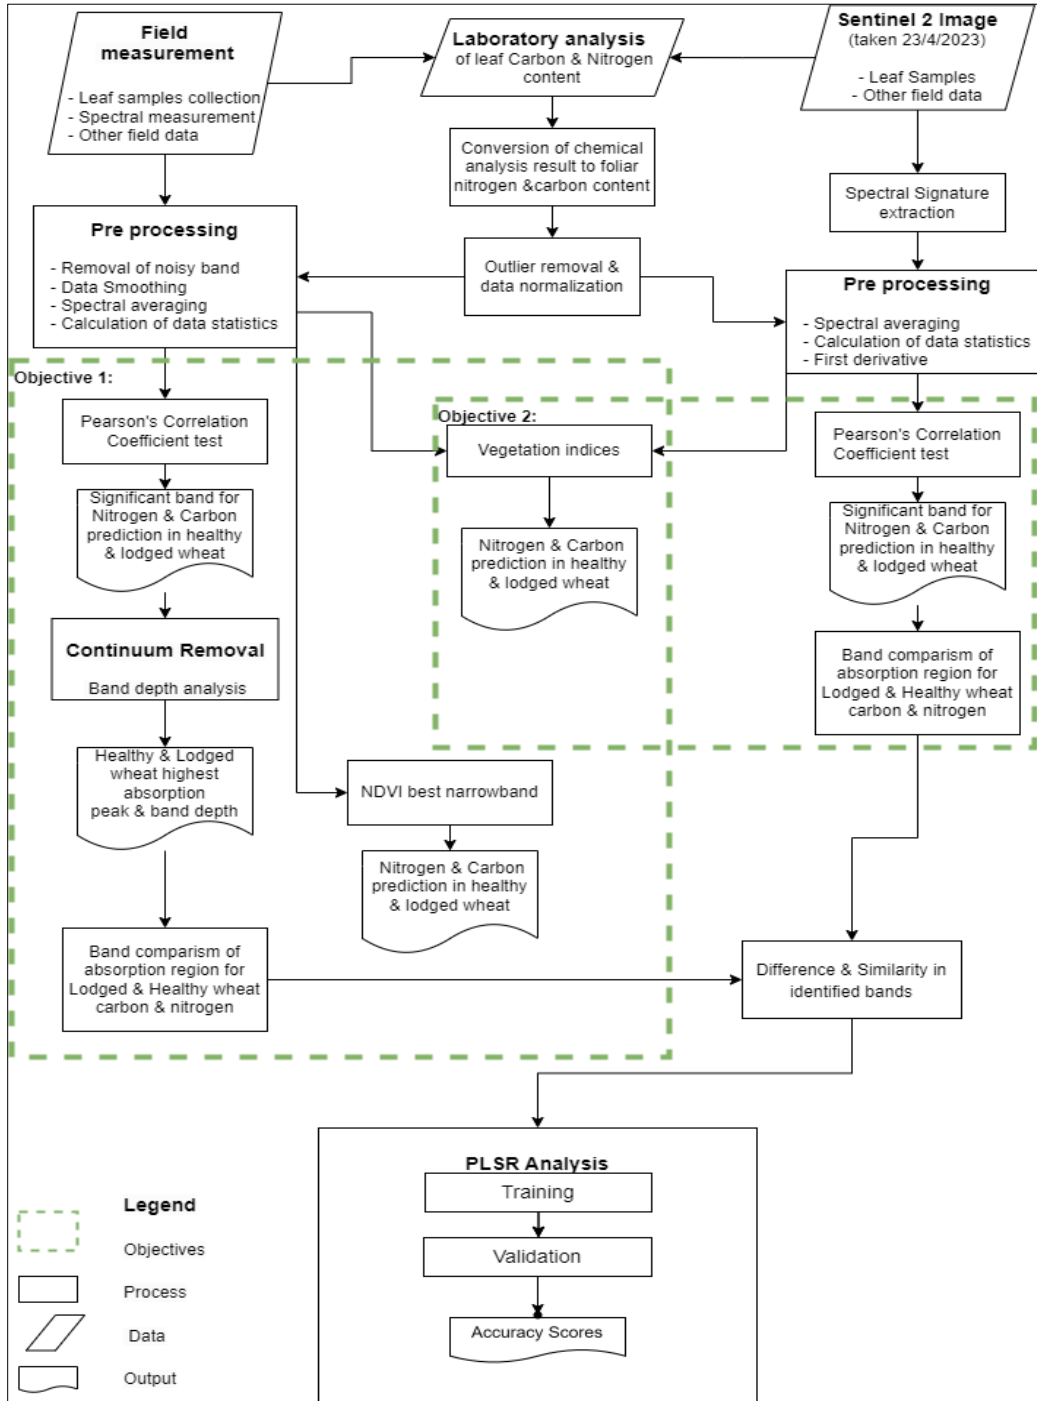 Field
measurement
- Leaf samples collection
- Spectral measurement
- Other field data
Laboratory analysis
of leaf Carbon & Nitrogen
content
Sentinel 2 Image
(taken 23/4/2023)
- Leaf Samples
- Other field data
Conversion of chemical
analysis result to foliar
nitrogen &carbon content
Spectral Signature
extraction
Pre processing
- Removal of noisy band
- Data Smoothing
- Spectral averaging
- Calculation of data statistics
Outlier removal &
data normalization
Pre processing
- Spectral averaging
- Calculation of data statistics
- First derivative
Objective 1:
Pearson's Correlation
Coefficient test
Significant band for
Nitrogen & Carbon
prediction in healthy
& lodged wheat
Continuum Removal
Band depth analysis
Healthy & Lodged
wheat highest
absorption
peak & band depth
Band comparism of
absorption region for
Lodged & Healthy wheat
carbon & nitrogen
NDVI best narrowband
Nitrogen & Carbon
prediction in healthy
& lodged wheat
Objective 2:
Vegetation indices
Nitrogen & Carbon
prediction in healthy
& lodged wheat
Pearson's Correlation
Coefficient test
Significant band for
Nitrogen & Carbon
prediction in healthy
& lodged wheat
Band comparism of
absorption region for
Lodged & Healthy wheat
carbon & nitrogen
Difference & Similarity in
identified bands
PLSR Analysis
Training
Validation
Accuracy Scores
Legend
Objectives
Process
Data
Output